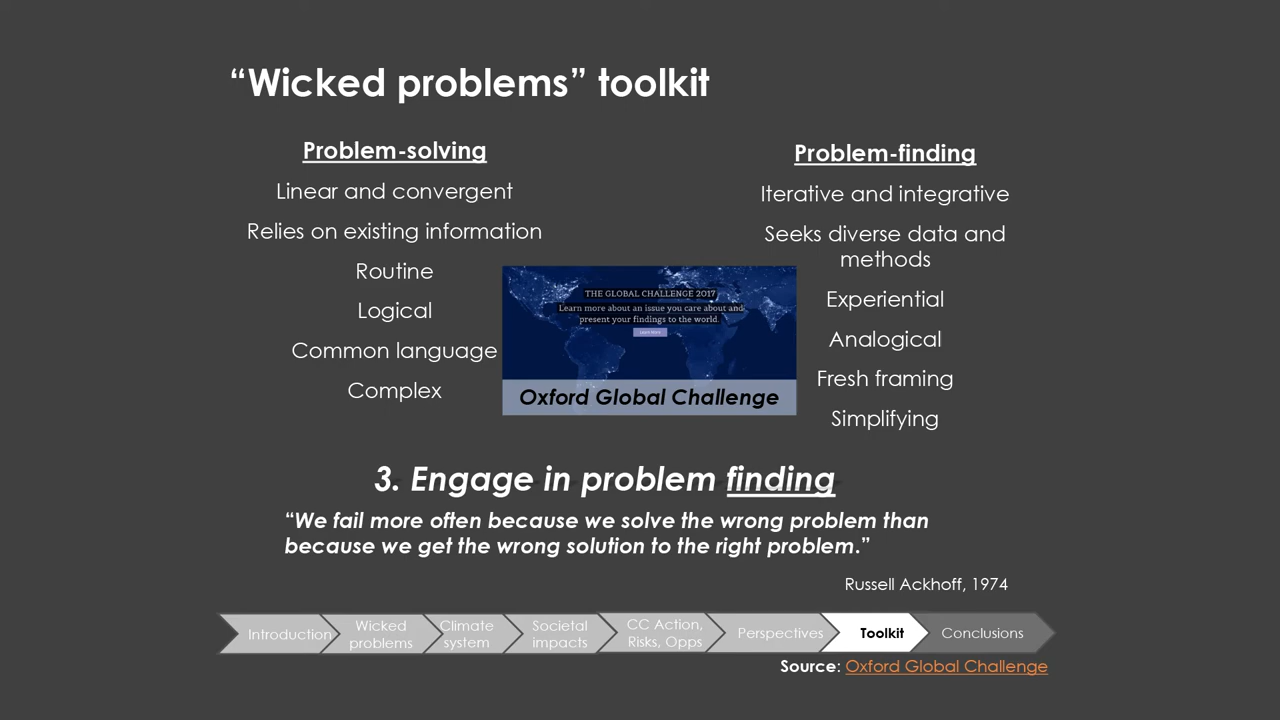 “Wicked problems” toolkit
Problem-solving
Linear and convergent
Relies on existing information
Routine
Logical
Common language
Complex
Problem-finding
Iterative and integrative
Seeks diverse data and
methods
Experiential
Analogical
Fresh framing
Simplifying
THE GLOBAL CHALLENGE 2017
Learn more about an issue you care about and
present your findings to the world.
Learn More
Oxford Global Challenge
3. Engage in problem finding
“We fail more often because we solve the wrong problem than
because we get the wrong solution to the right problem.”
Russell Ackhoff, 1974
Introduction
Wicked
problems
Climate
system
Societal
impacts
CC Action,
Risks, Opps
Perspectives
Toolkit
Conclusions
Source: Oxford Global Challenge